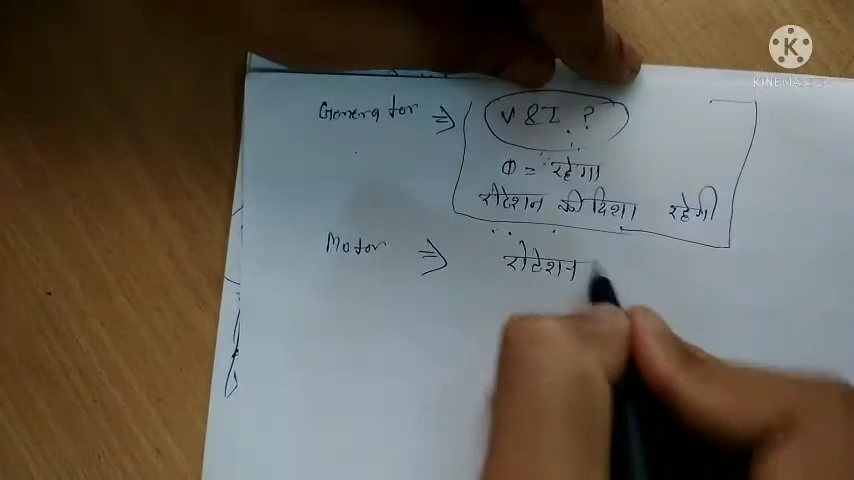 KINEMASTER
Generator ⇒ V & I ?
Φ = रहेगा
रोटेशन की दिशा रहेगी
Motor ⇒ रोटेशन